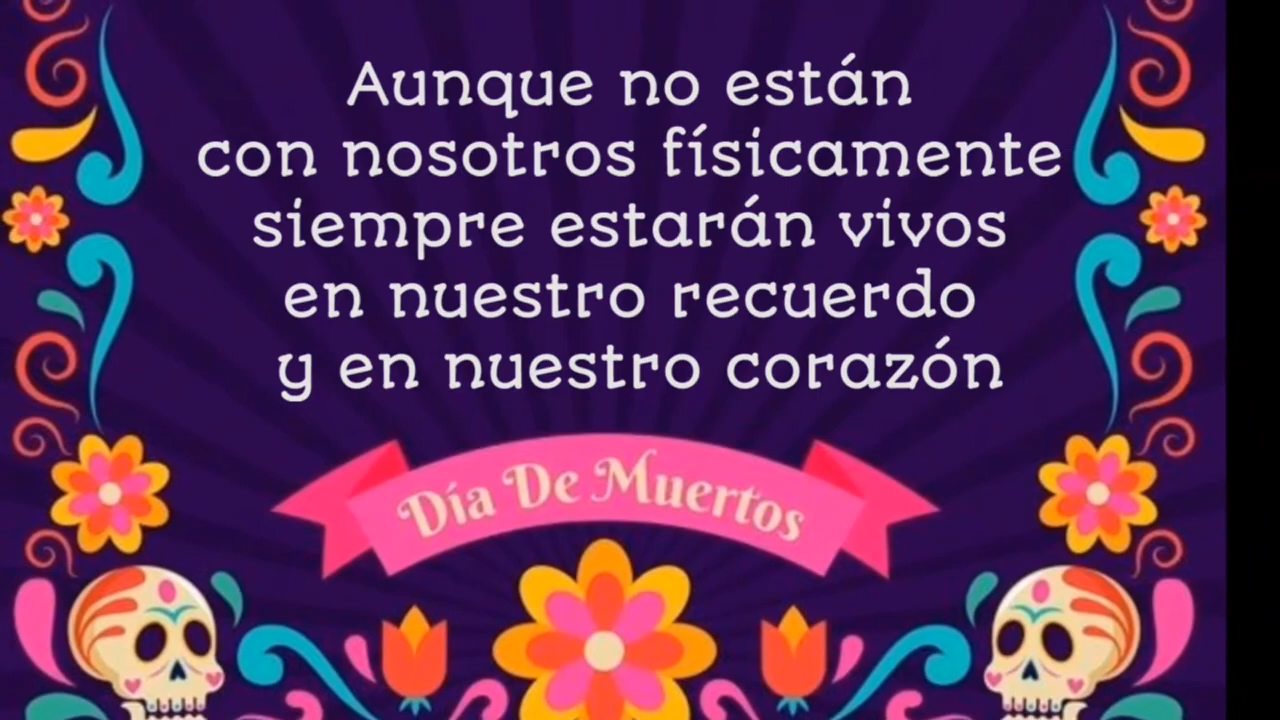 Aunque no están
con nosotros físicamente
siempre estarán vivos
en nuestro recuerdo
y en nuestro corazón
Día De Muertos